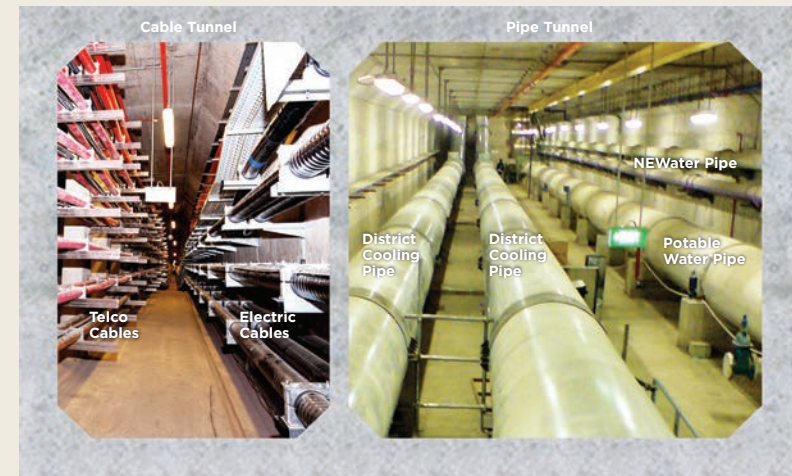 Cable Tunnel
Pipe Tunnel
NEWater Pipe
District
Cooling
Pipe
District
Cooling
Pipe
Potable
Water Pipe
Telco
Cables
Electric
Cables